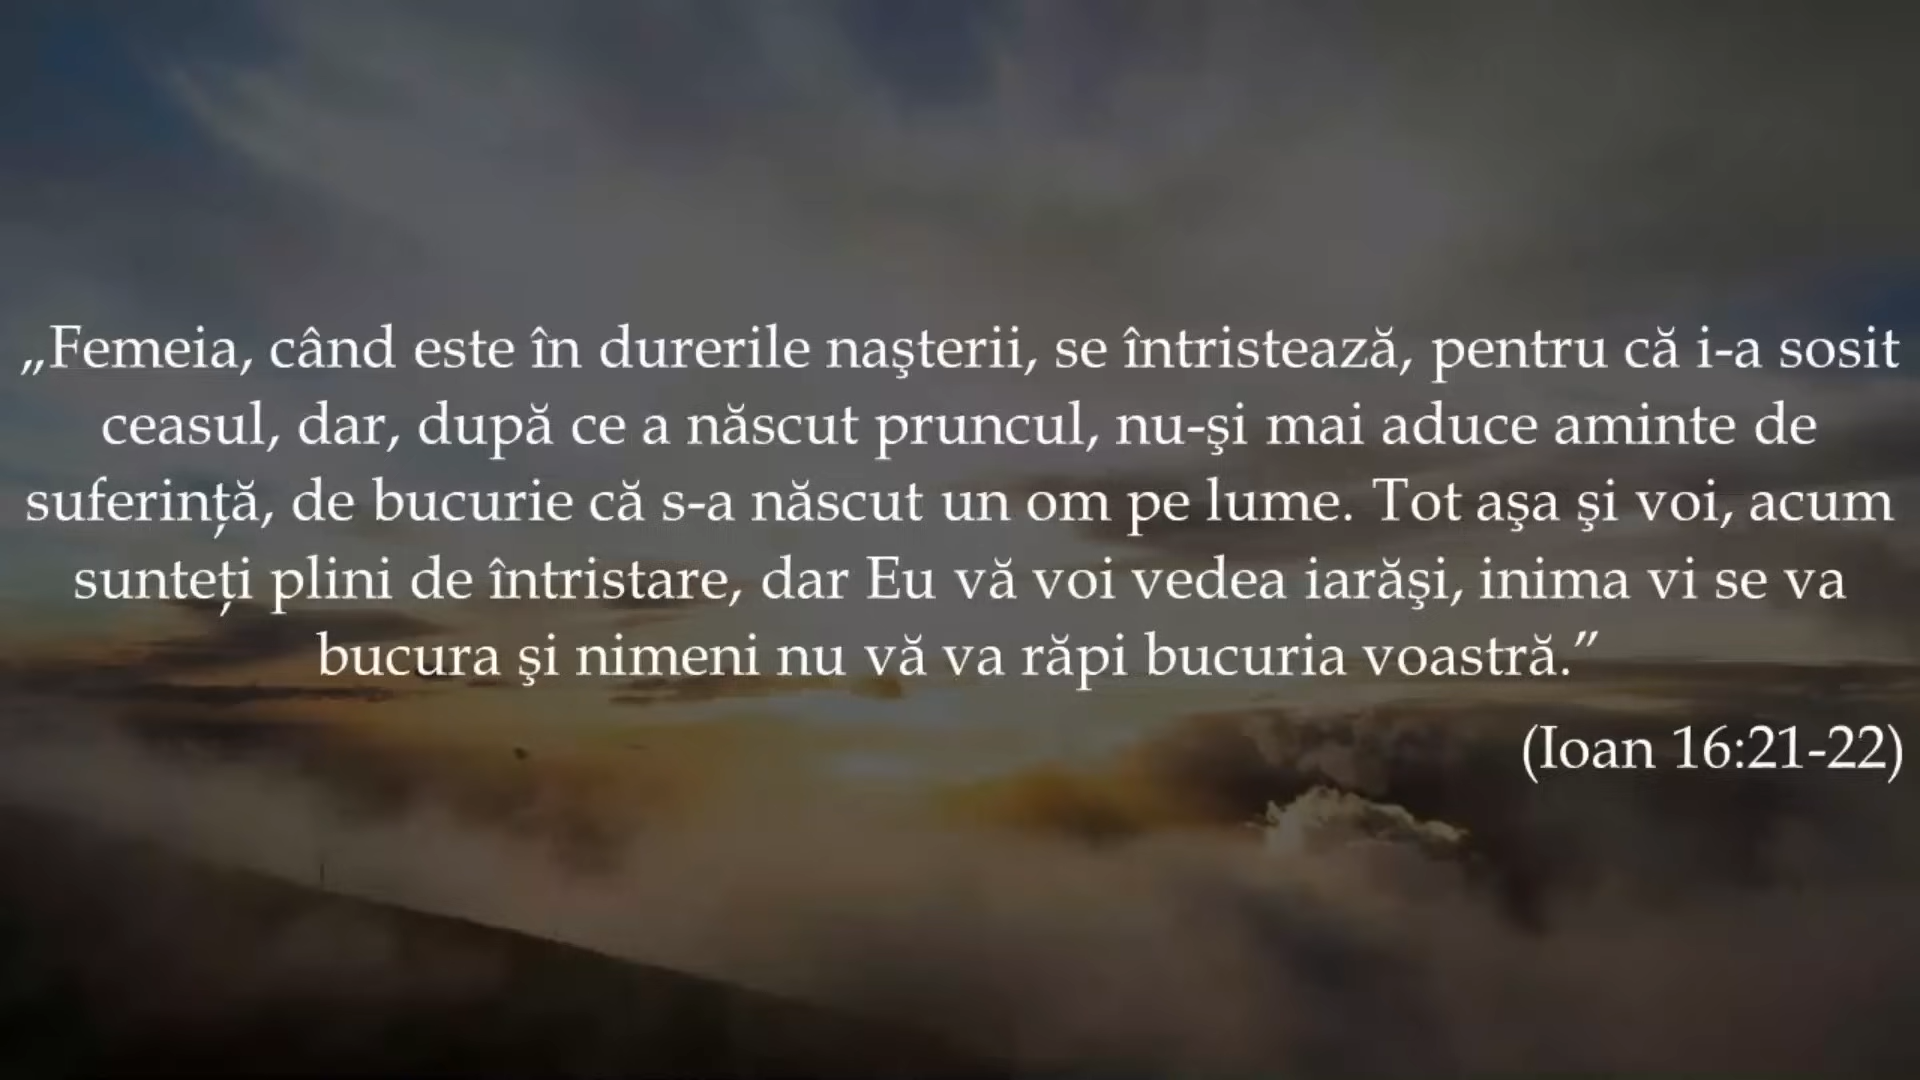 „Femeia, când este în durerile naşterii, se întristează, pentru că i-a sosit
ceasul, dar, după ce a născut pruncul, nu-şi mai aduce aminte de
suferinţă, de bucurie că s-a născut un om pe lume. Tot aşa şi voi, acum
sunteţi plini de întristare, dar Eu vă voi vedea iarăşi, inima vi se va
bucura şi nimeni nu vă va răpi bucuria voastră.”
(Ioan 16:21-22)